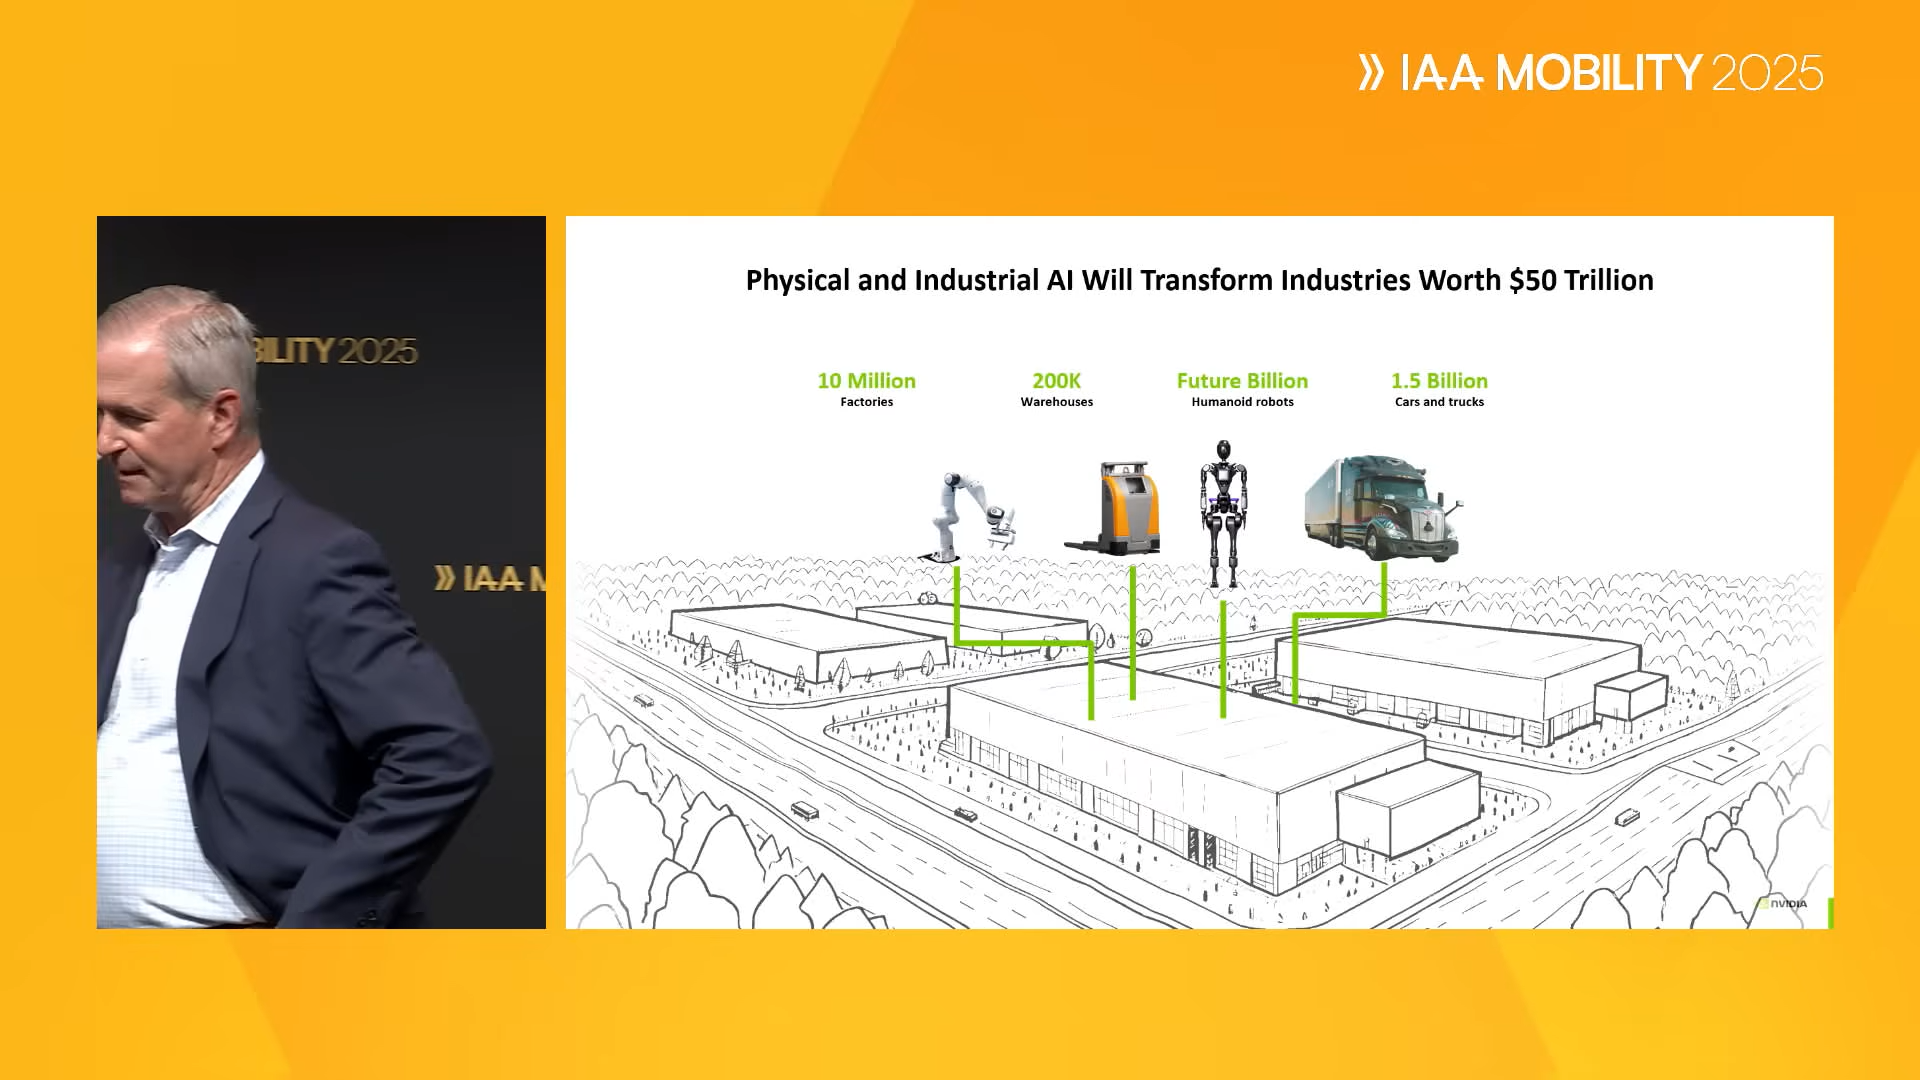 » IAA MOBILITY 2025
BILITY 2025
» IAA M
Physical and Industrial AI Will Transform Industries Worth $50 Trillion
10 Million
Factories
200K
Warehouses
Future Billion
Humanoid robots
1.5 Billion
Cars and trucks
NVIDIA